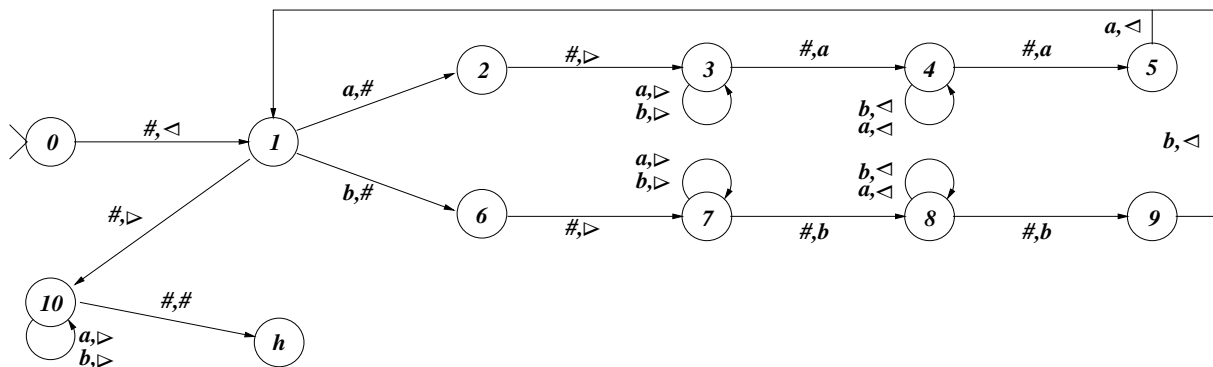 a,◁
2 #,▷ 3 #,a 4 #,a 5
a,#
a,▷
b,▷
b,◁
a,◁
0 #,◁ 1
b,◁
a,▷
b,▷
b,◁
a,◁
b,#
6 #,▷ 7 #,b 8 #,b 9
#,▷
10 #,# h
a,▷
b,▷